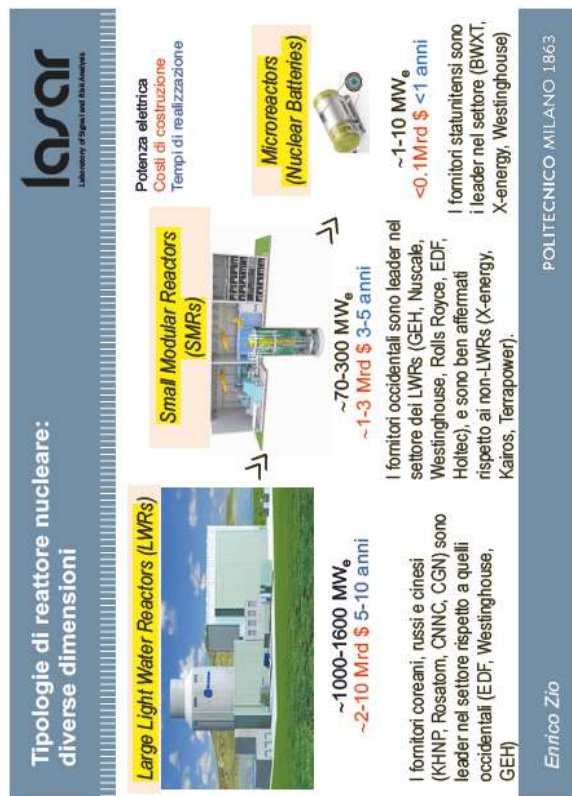 Tipologie di reattore nucleare:
diverse dimensioni
lasar
Laboratory of Signal and Risk Analysis
Potenza elettrica
Costi di costruzione
Tempi di realizzazione
Large Light Water Reactors (LWRs)
~1000-1600 MWe
~2-10 Mrd $ 5-10 anni
I fornitori coreani, russi e cinesi
(KHNP, Rosatom, CNNC, CGN) sono
leader nel settore rispetto a quelli
occidentali (EDF, Westinghouse,
GEH)
Small Modular Reactors
(SMRs)
~70-300 MWe
~1-3 Mrd $ 3-5 anni
I fornitori occidentali sono leader nel
settore dei LWRs (GEH, Nuscale,
Westinghouse, Rolls Royce, EDF,
Holtec), e sono ben affermati
rispetto ai non-LWRs (X-energy,
Kairos, Terrapower).
Microreactors
(Nuclear Batteries)
~1-10 MWe
<0.1Mrd $ <1 anni
I fornitori statunitensi sono
i leader nel settore (BWXT,
X-energy, Westinghouse)
Enrico Zio
POLITECNICO MILANO 1863